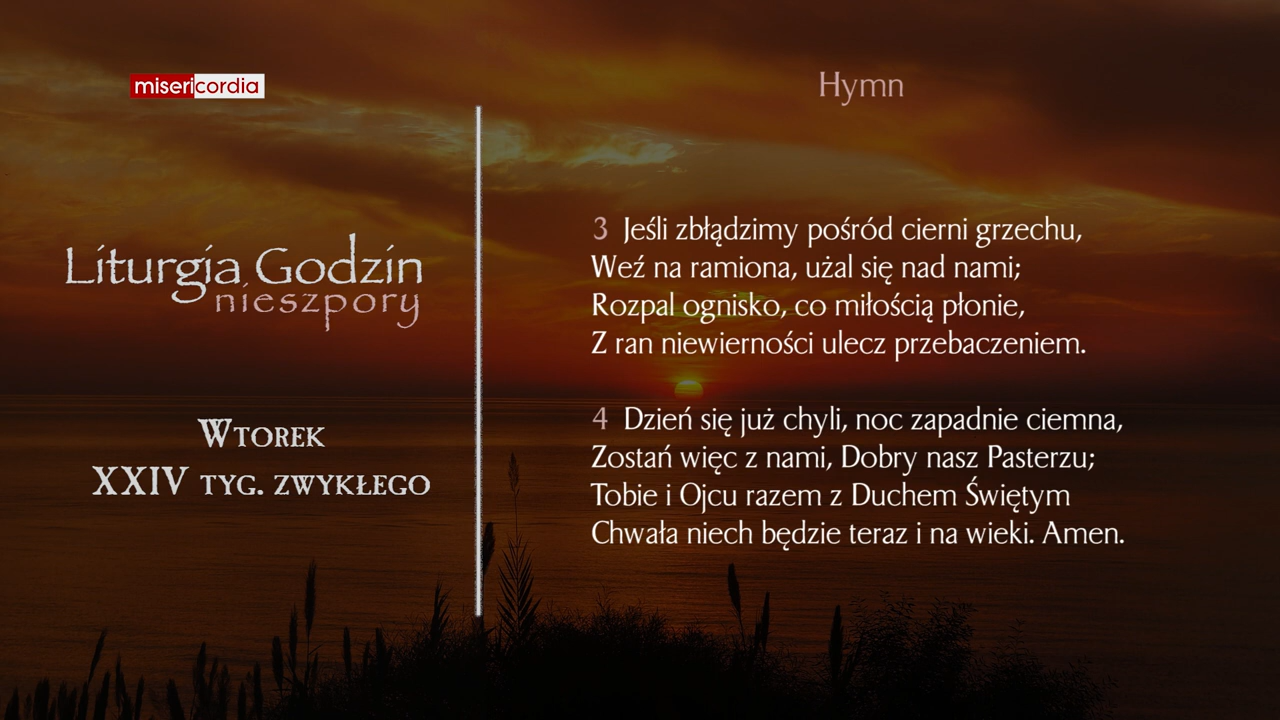 misericordia
Liturgia Godzin
nieszpory
Wtorek
XXIV tyg. zwykłego
Hymn
3 Jeśli zbłądzimy pośród cierni grzechu,
Weź na ramiona, użal się nad nami;
Rozpal ognisko, co miłością płonie,
Z ran niewierności ulecz przebaczeniem.
4 Dzień się już chyli, noc zapadnie ciemna,
Zostań więc z nami, Dobry nasz Pasterzu;
Tobie i Ojcu razem z Duchem Świętym
Chwała niech będzie teraz i na wieki. Amen.